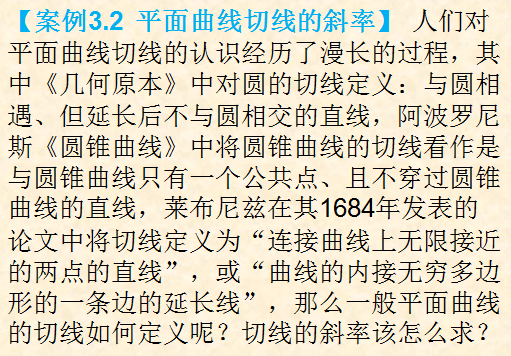 【案例3.2 平面曲线切线的斜率】 人们对
平面曲线切线的认识经历了漫长的过程，其
中《几何原本》中对圆的切线定义：与圆相
遇、但延长后不与圆相交的直线，阿波罗尼
斯《圆锥曲线》中将圆锥曲线的切线看作是
与圆锥曲线只有一个公共点、且不穿过圆锥
曲线的直线，莱布尼兹在其1684年发表的
论文中将切线定义为“连接曲线上无限接近
的两点的直线”，或“曲线的内接无穷多边
形的一条边的延长线”，那么一般平面曲线
的切线如何定义呢？切线的斜率该怎么求？